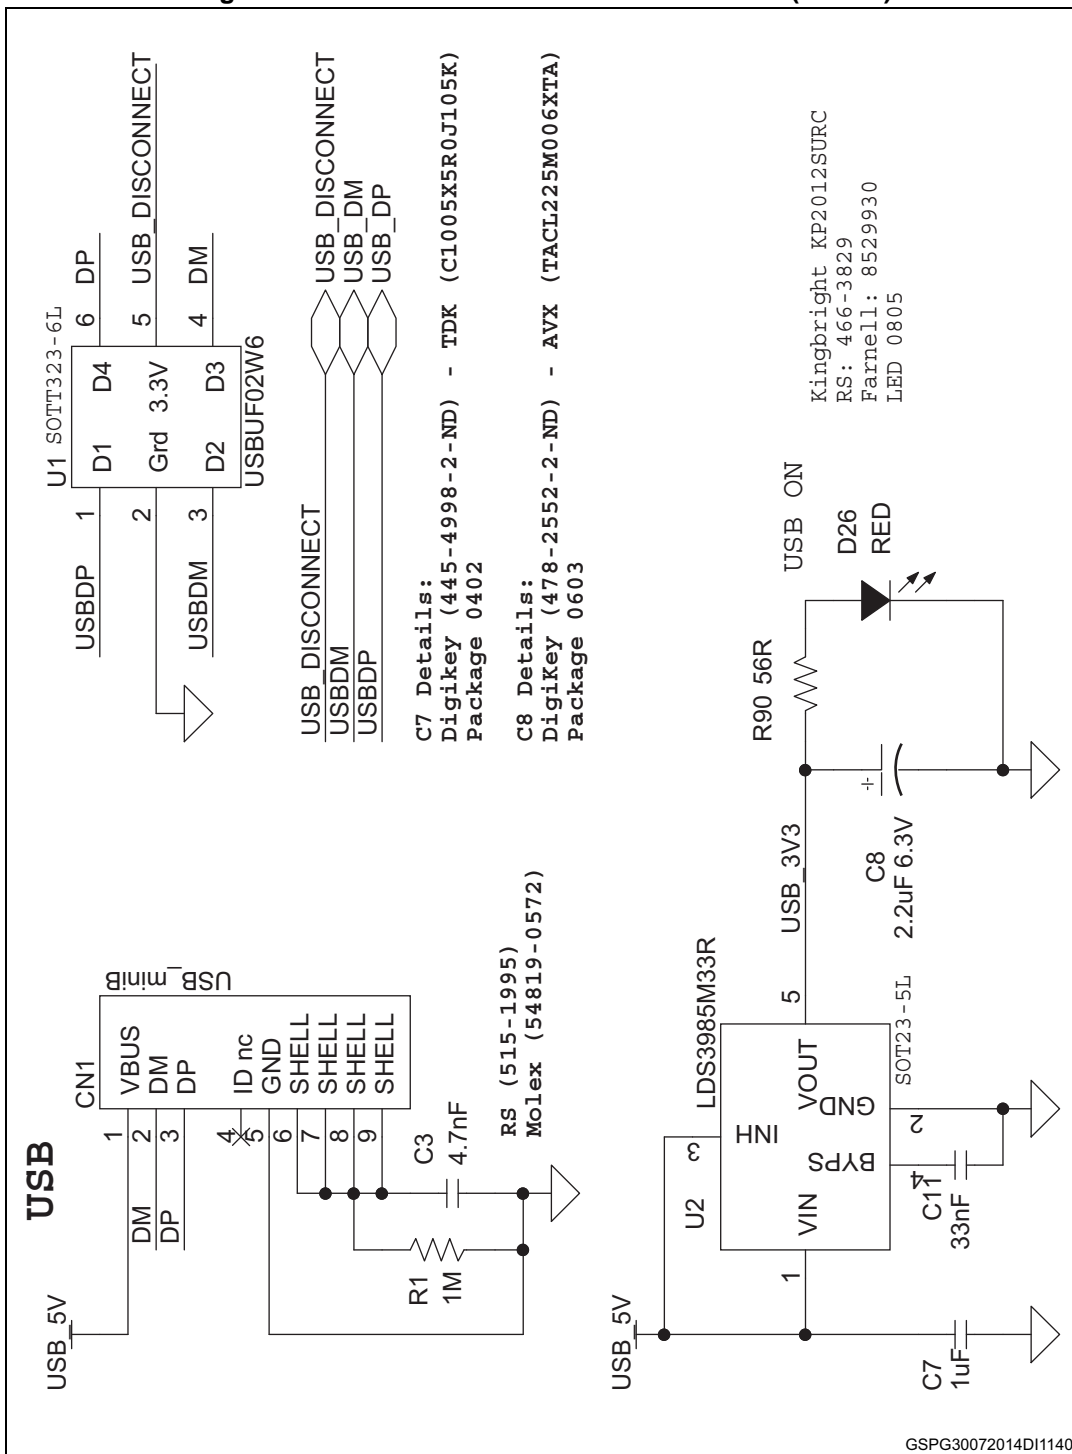 USB
USB_5V
DM
DP
1
2
3
4
5
6
7
8
9
CN1
VBUS
DM
DP
ID nc
GND
SHELL
SHELL
SHELL
SHELL
USB_miniB
R1
1M
C3
4.7nF
RS (515-1995)
Molex (54819-0572)
U1 SOTT323-6L
USBDP
1
2
USBDM
3
D1
Grd
D2
D4
3.3V
D3
6
DP
5
USB_DISCONNECT
4
DM
USBUF02W6
USB_DISCONNECT
USBDM
USBDP
USB_DISCONNECT
USB_DM
USB_DP
C7 Details:
Digikey (445-4998-2-ND) - TDK (C1005X5R0J105K)
Package 0402
C8 Details:
DigiKey (478-2552-2-ND) - AVX (TACL225M006XTA)
Package 0603
USB_5V
C7
1uF
1
U2
LDS3985M33R
3
INH
VIN
VOUT
BYPS
GND
4
2
5
SOT23-5L
C11
33nF
USB_3V3
C8
2.2uF 6.3V
R90 56R
USB ON
D26
RED
Kingbright KP2012SURC
RS: 466-3829
Farnell: 8529930
LED 0805
GSPG30072014DI1140